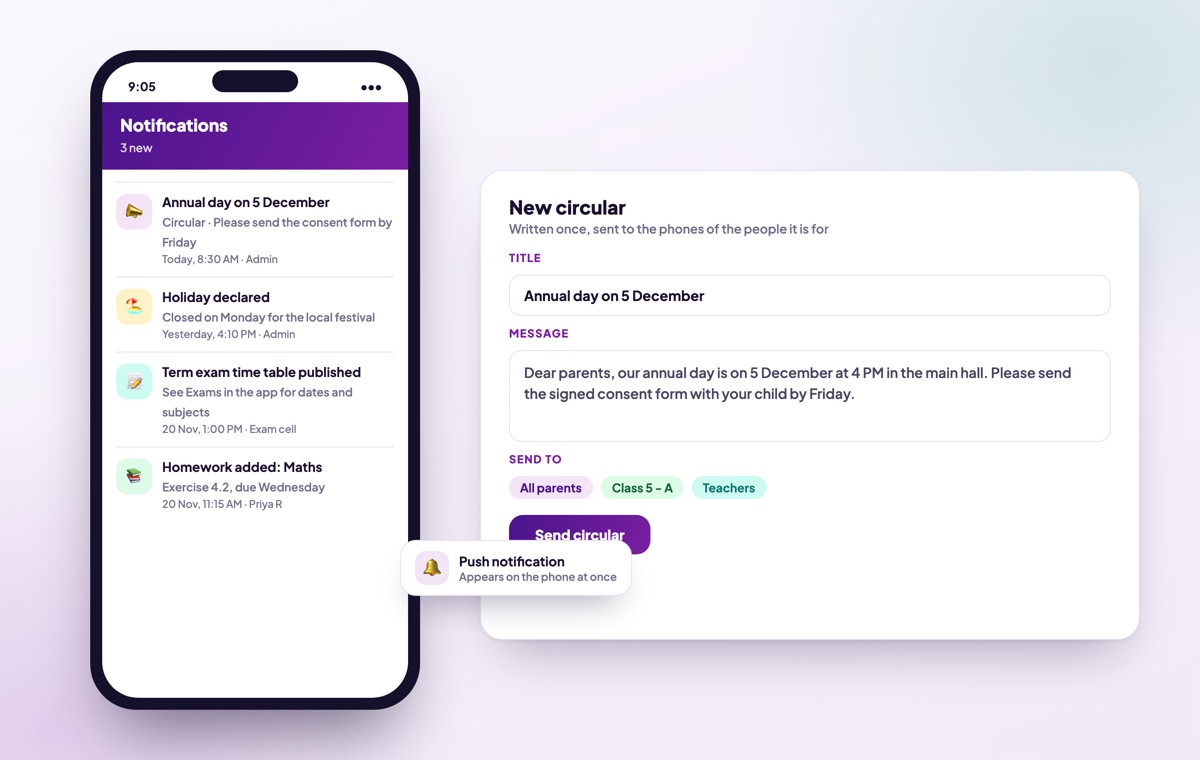 9:05
Notifications
3 new
Annual day on 5 December
Circular · Please send the consent form by
Friday
Today, 8:30 AM · Admin
Holiday declared
Closed on Monday for the local festival
Yesterday, 4:10 PM · Admin
Term exam time table published
See Exams in the app for dates and
subjects
20 Nov, 1:00 PM · Exam cell
Homework added: Maths
Exercise 4.2, due Wednesday
20 Nov, 11:15 AM · Priya R
New circular
Written once, sent to the phones of the people it is for
TITLE
Annual day on 5 December
MESSAGE
Dear parents, our annual day is on 5 December at 4 PM in the main hall. Please send
the signed consent form with your child by Friday.
SEND TO
All parents Class 5 – A Teachers
Send circular
Push notification
Appears on the phone at once